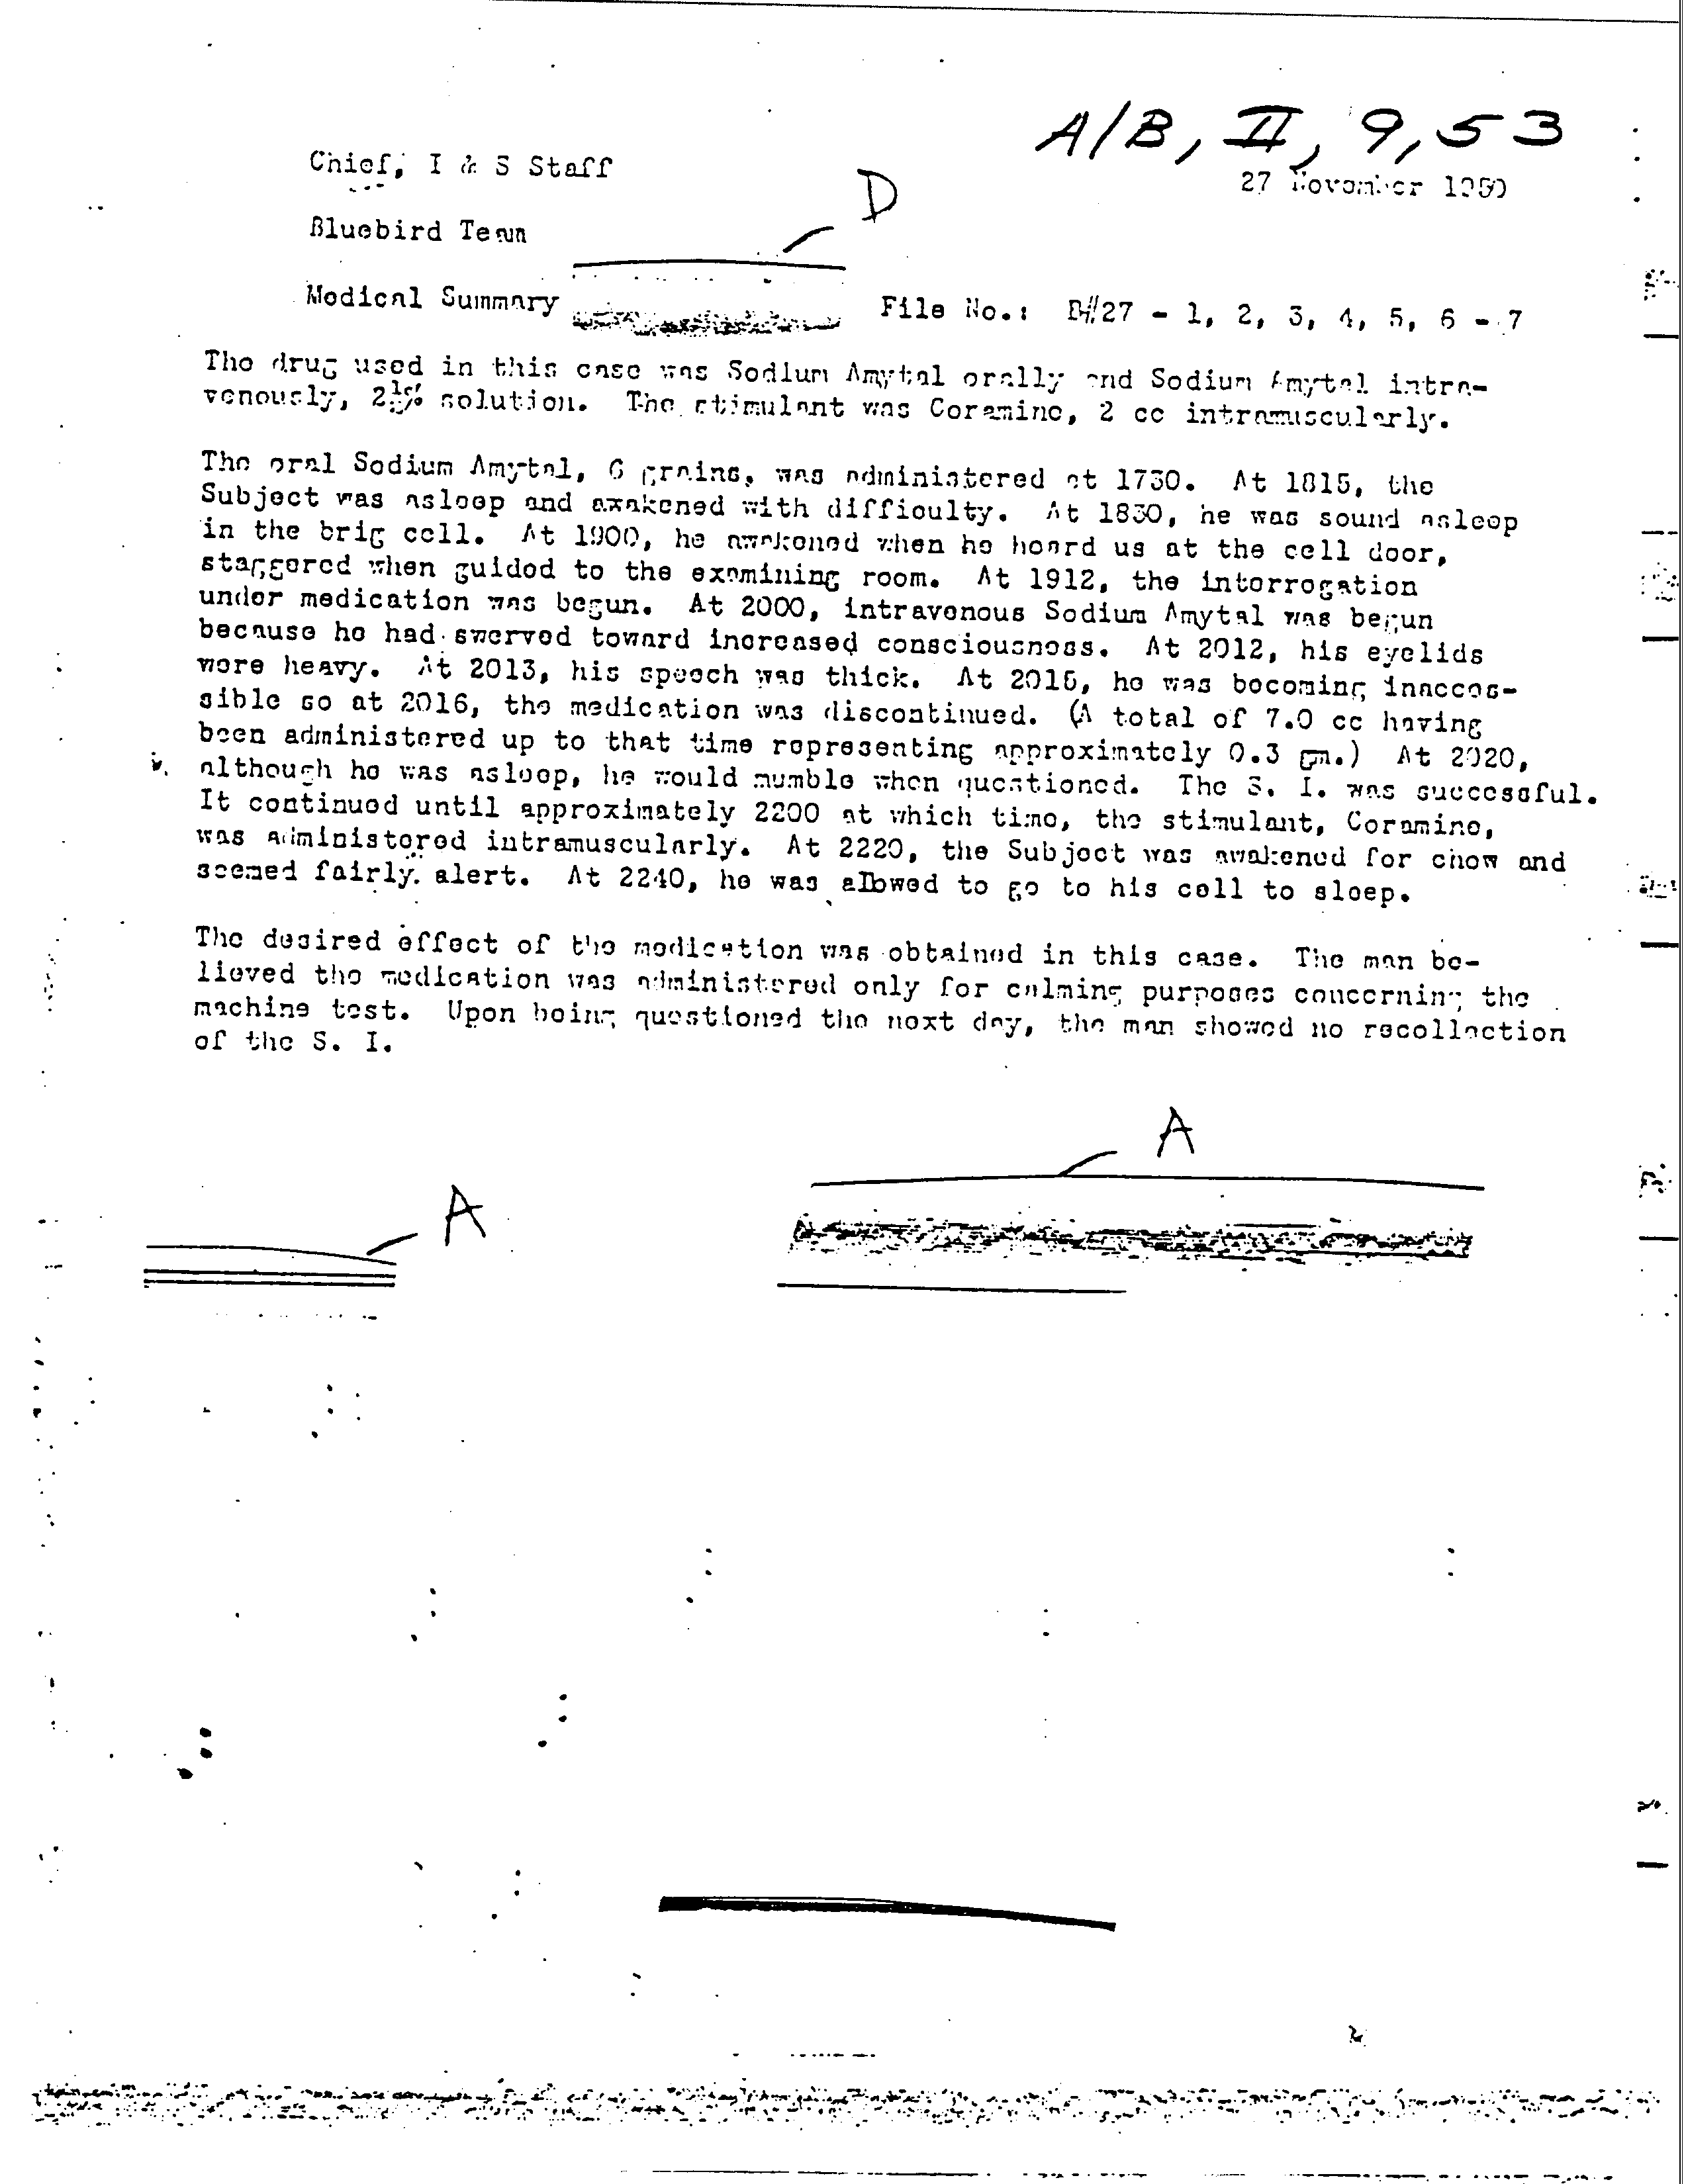 A/B, II, 9, 53
Chief, I & S Staff
27 November 1950
D
Bluebird Team
Medical Summary
File No.: B#27 - 1, 2, 3, 4, 5, 6 - 7
The drug used in this case was Sodium Amytal orally and Sodium Amytal intra-
venously, 2½% solution. The stimulant was Coramine, 2 cc intramuscularly.
The oral Sodium Amytal, 6 grains, was administered at 1730. At 1815, the
Subject was asleep and axakened with difficulty. At 1830, he was sound asleep
in the brig cell. At 1900, he awakened when he heard us at the cell door,
staggered when guided to the examining room. At 1912, the interrogation
under medication was begun. At 2000, intravenous Sodium Amytal was begun
because he had swerved toward increased consciousness. At 2012, his eyelids
were heavy. At 2013, his speech was thick. At 2015, he was becoming inacces-
sible so at 2016, the medication was discontinued. (A total of 7.0 cc having
been administered up to that time representing approximately 0.3 gm.) At 2020,
although he was asleep, he would mumble when questioned. The S. I. was successful.
It continued until approximately 2200 at which time, the stimulant, Coramine,
was administered intramuscularly. At 2220, the Subject was awakened for chow and
seemed fairly alert. At 2240, he was albwed to go to his cell to sleep.
The desired effect of the medication was obtained in this case. The man be-
lieved the medication was administered only for calming purposes concerning the
machine test. Upon being questioned the next day, the man showed no recollection
of the S. I.
A
A